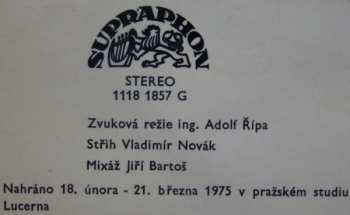 SUPRAPHON
STEREO
1118 1857 G
Zvuková režie ing. Adolf Řípa
Střih Vladimír Novák
Mixáž Jiří Bartoš
Nahráno 18. února - 21. března 1975 v pražském studiu
Lucerna